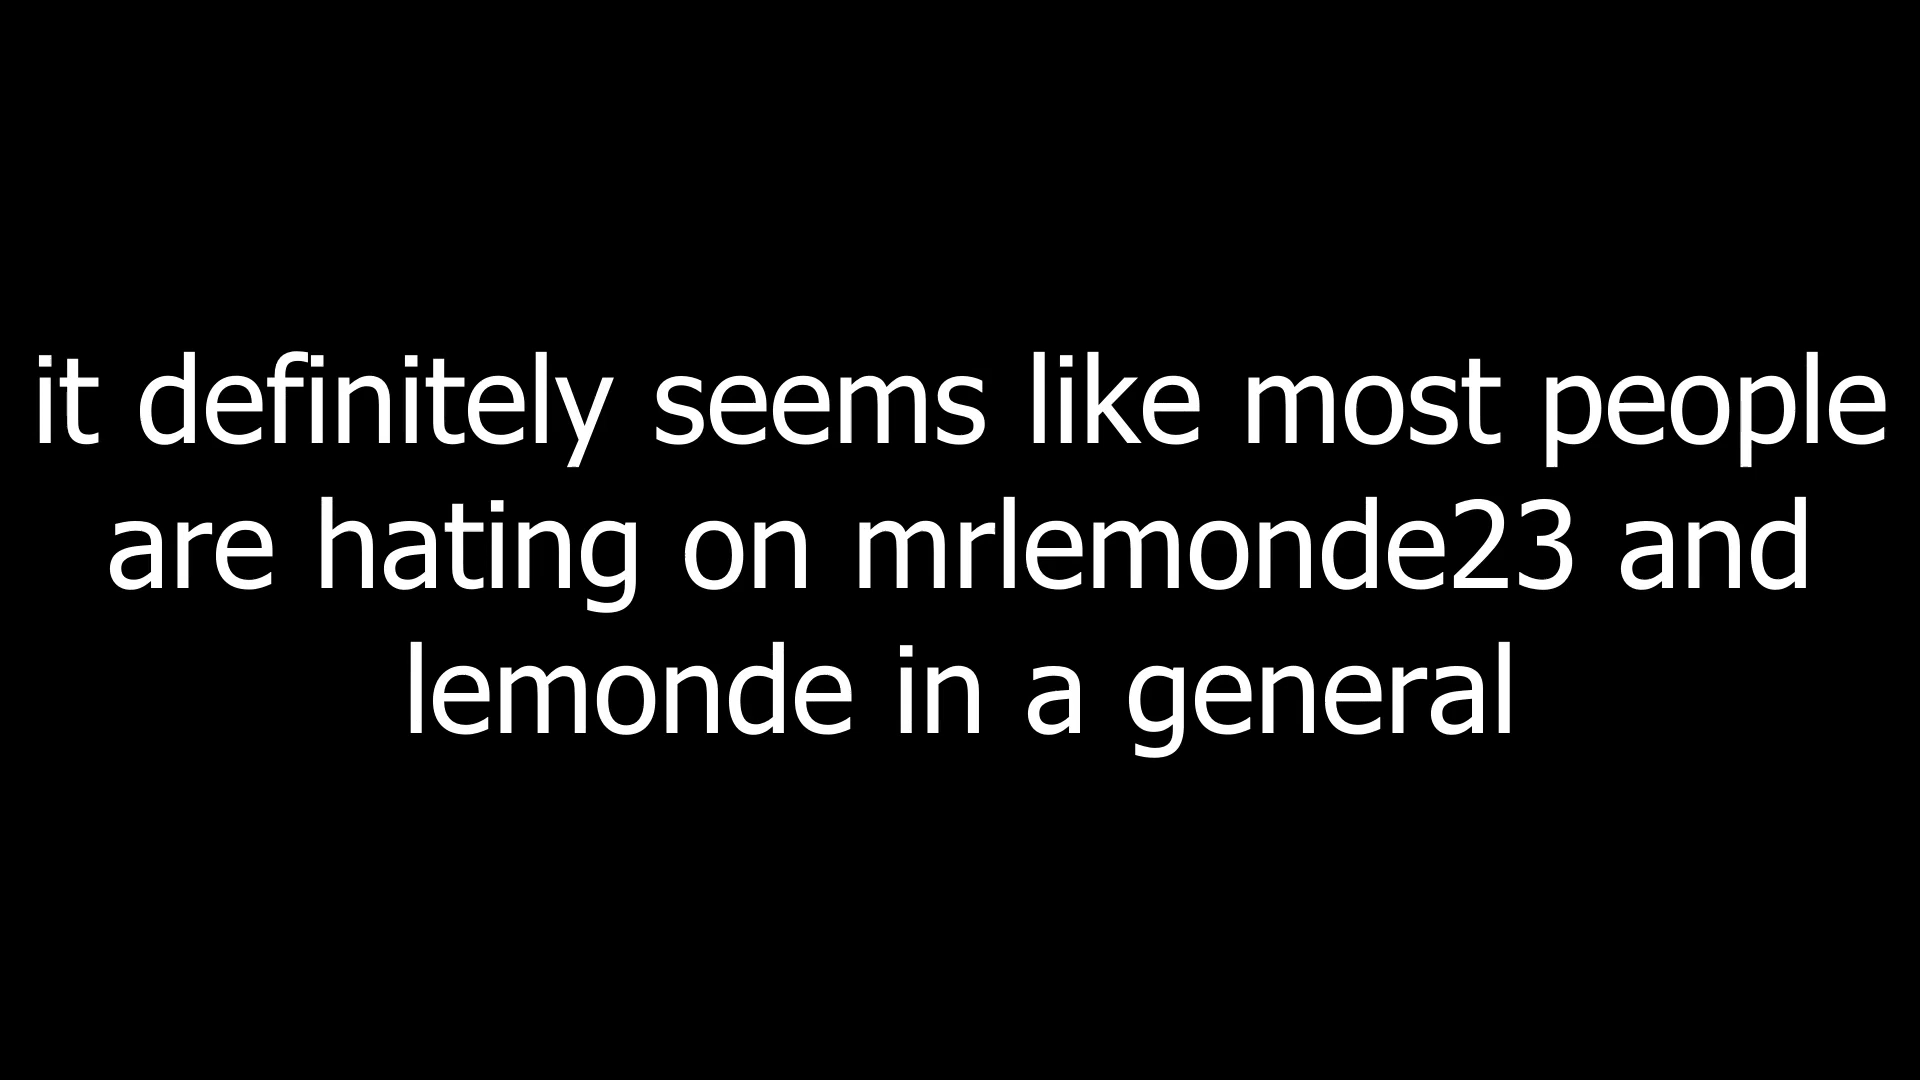 it definitely seems like most people
are hating on mrlemonde23 and
lemonde in a general